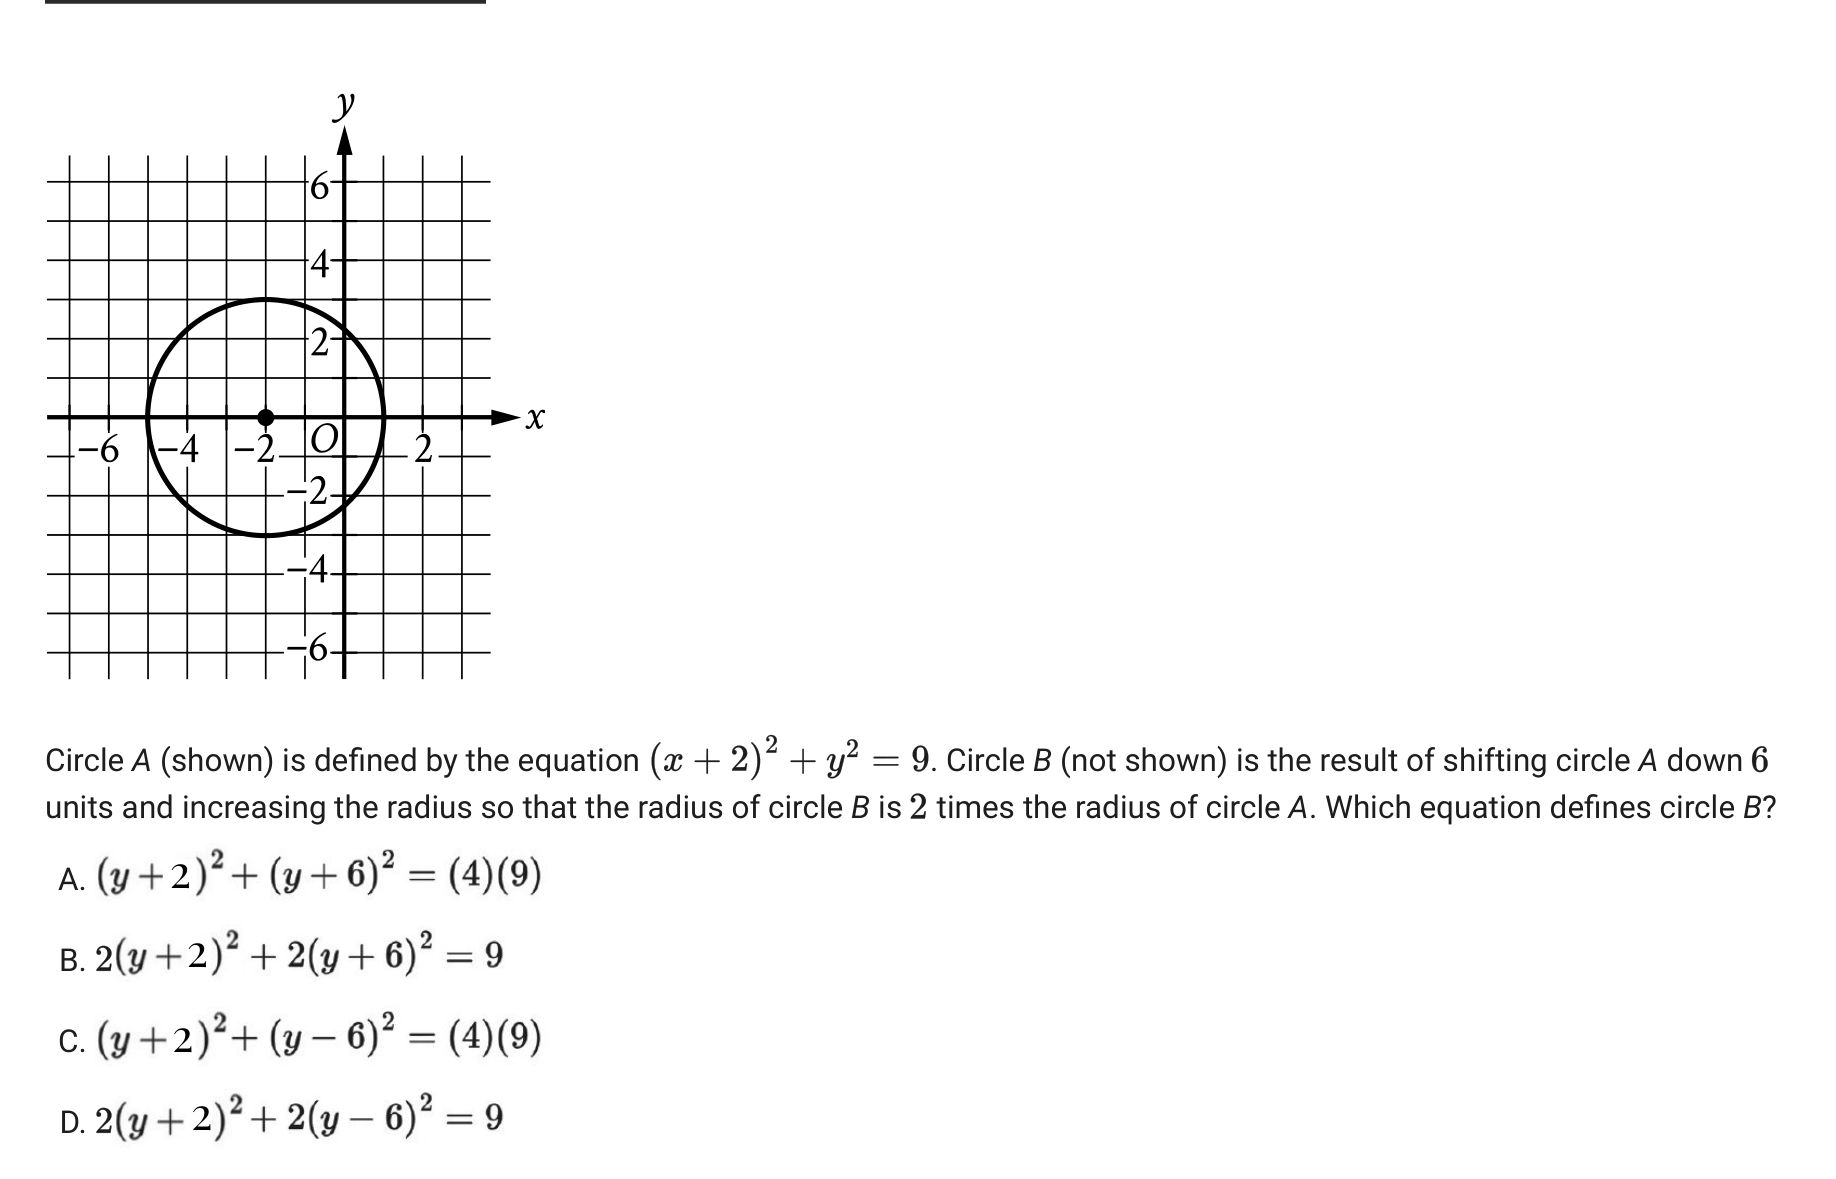 y
6
4
2
x
−6 −4 −2 O 2
−2
−4
−6
Circle A (shown) is defined by the equation (x + 2)² + y² = 9. Circle B (not shown) is the result of shifting circle A down 6
units and increasing the radius so that the radius of circle B is 2 times the radius of circle A. Which equation defines circle B?
A. (y + 2)² + (y + 6)² = (4)(9)
B. 2(y + 2)² + 2(y + 6)² = 9
C. (y + 2)² + (y − 6)² = (4)(9)
D. 2(y + 2)² + 2(y − 6)² = 9